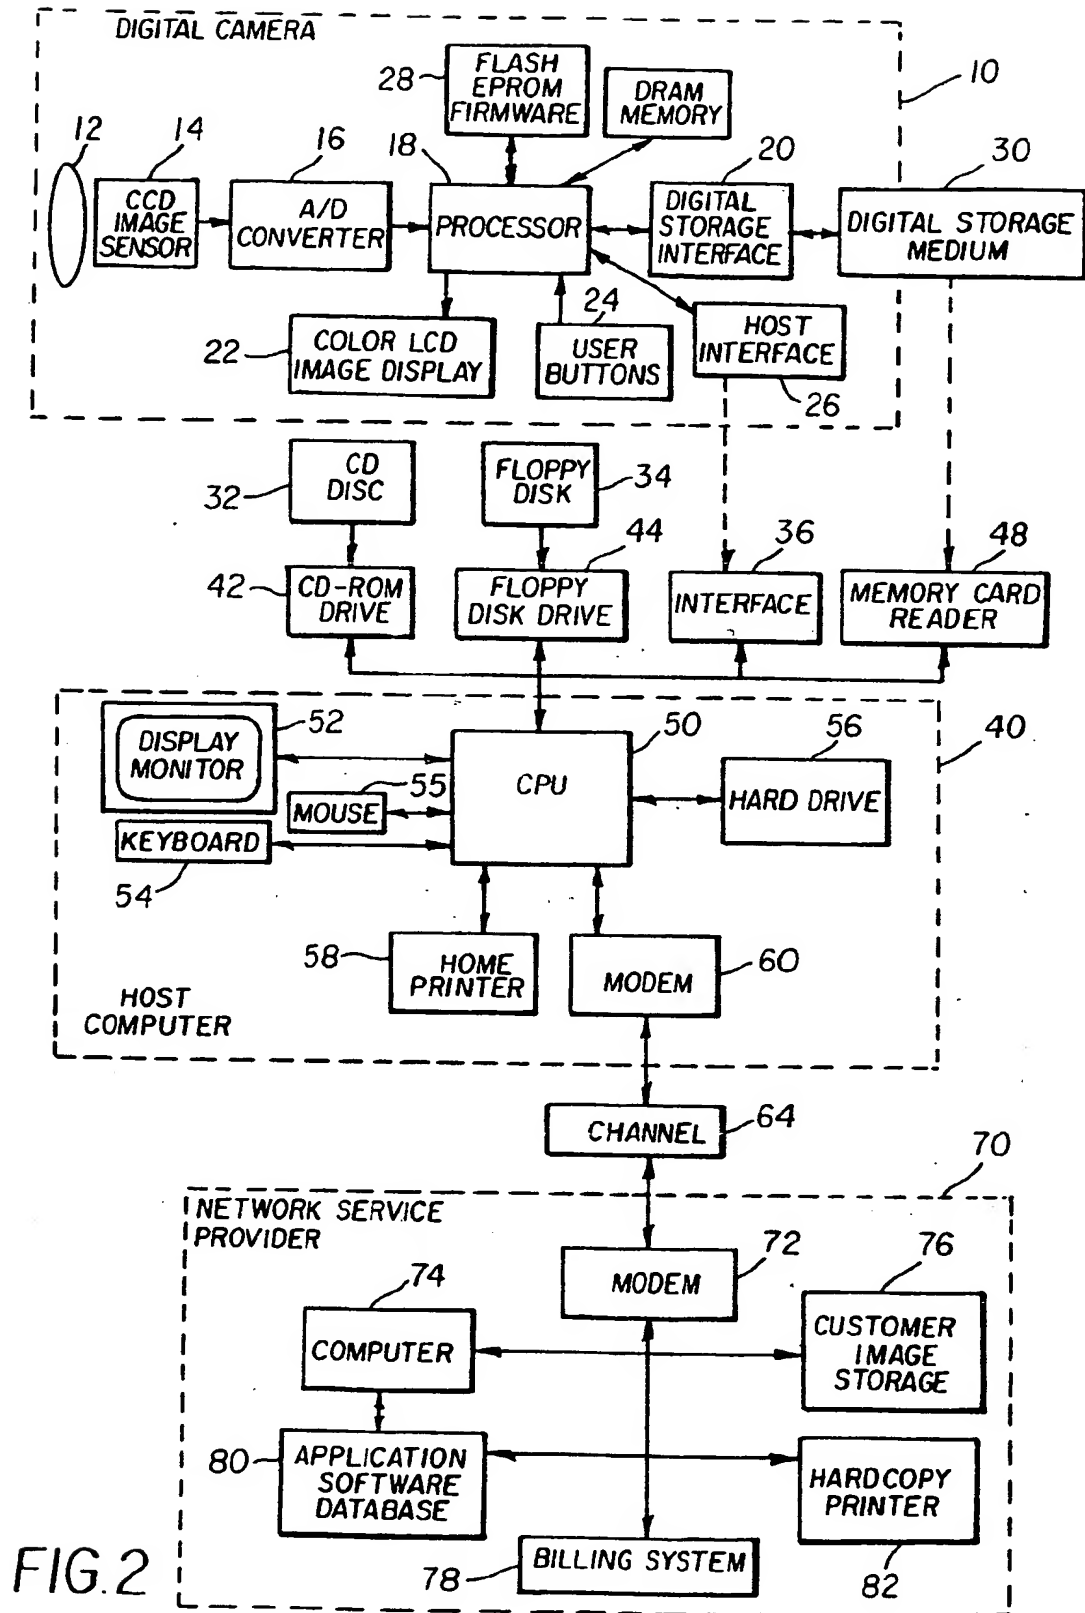 DIGITAL CAMERA
28
FLASH
EPROM
FIRMWARE
DRAM
MEMORY
10
12
14
16
18
20
30
CCD
IMAGE
SENSOR
A/D
CONVERTER
PROCESSOR
DIGITAL
STORAGE
INTERFACE
DIGITAL STORAGE
MEDIUM
22
COLOR LCD
IMAGE DISPLAY
24
USER
BUTTONS
HOST
INTERFACE
26
32
CD
DISC
FLOPPY
DISK
34
42
CD-ROM
DRIVE
44
FLOPPY
DISK DRIVE
36
INTERFACE
48
MEMORY CARD
READER
52
DISPLAY
MONITOR
50
CPU
56
HARD DRIVE
40
55
MOUSE
KEYBOARD
54
58
HOME
PRINTER
MODEM
60
HOST
COMPUTER
CHANNEL
64
70
NETWORK SERVICE
PROVIDER
MODEM
72
74
COMPUTER
76
CUSTOMER
IMAGE
STORAGE
80
APPLICATION
SOFTWARE
DATABASE
HARDCOPY
PRINTER
82
78
BILLING SYSTEM
FIG. 2